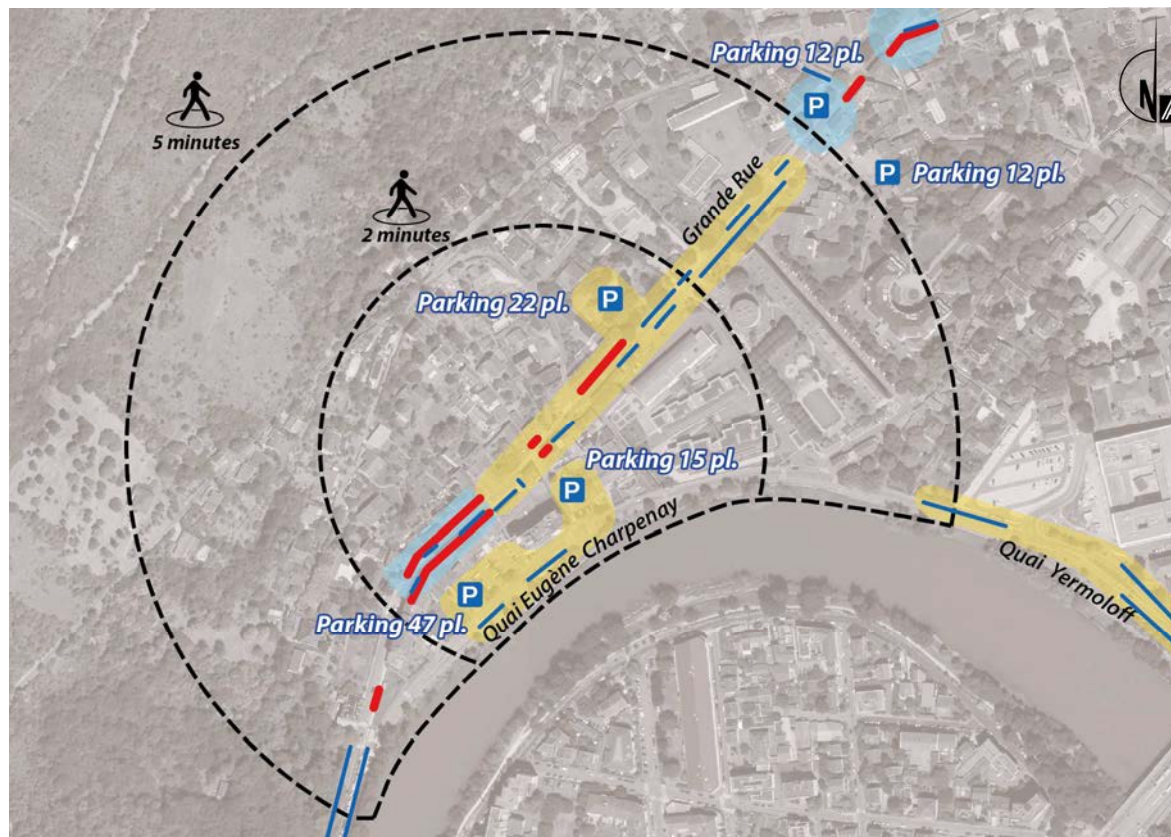 Parking 12 pl.
P
5 minutes
N
P
Parking 12 pl.
2 minutes
Grande Rue
Parking 22 pl.
P
Parking 15 pl.
P
P
Quai Eugène Charpenay
Quai Yermoloff
Parking 47 pl.